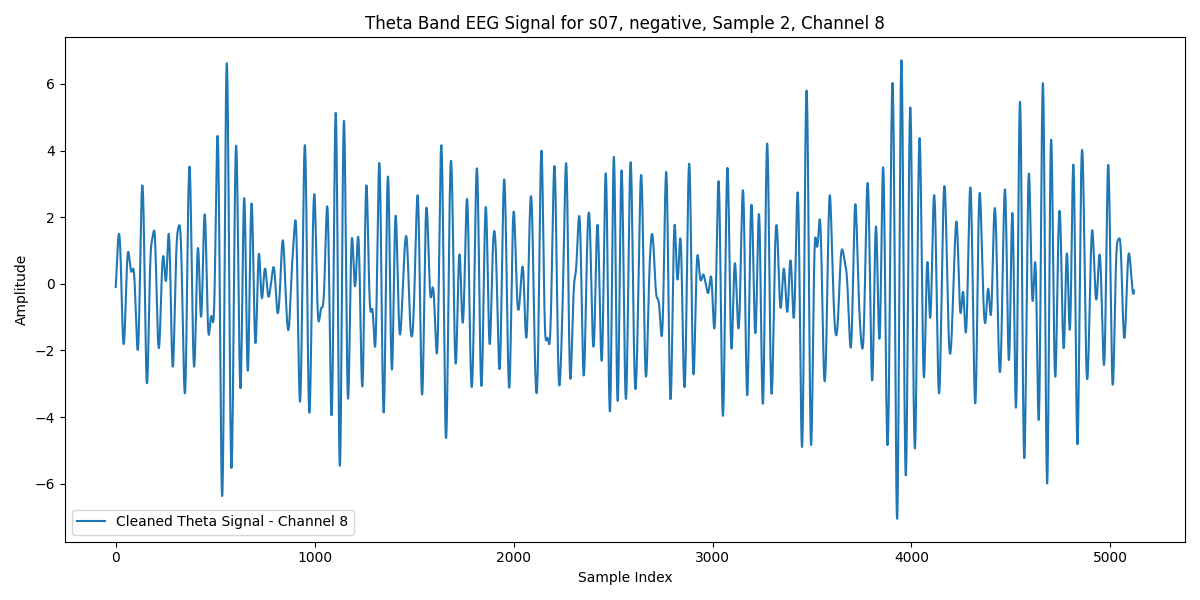 Theta Band EEG Signal for s07, negative, Sample 2, Channel 8
Amplitude
6
4
2
0
−2
−4
−6
Cleaned Theta Signal - Channel 8
0 1000 2000 3000 4000 5000
Sample Index